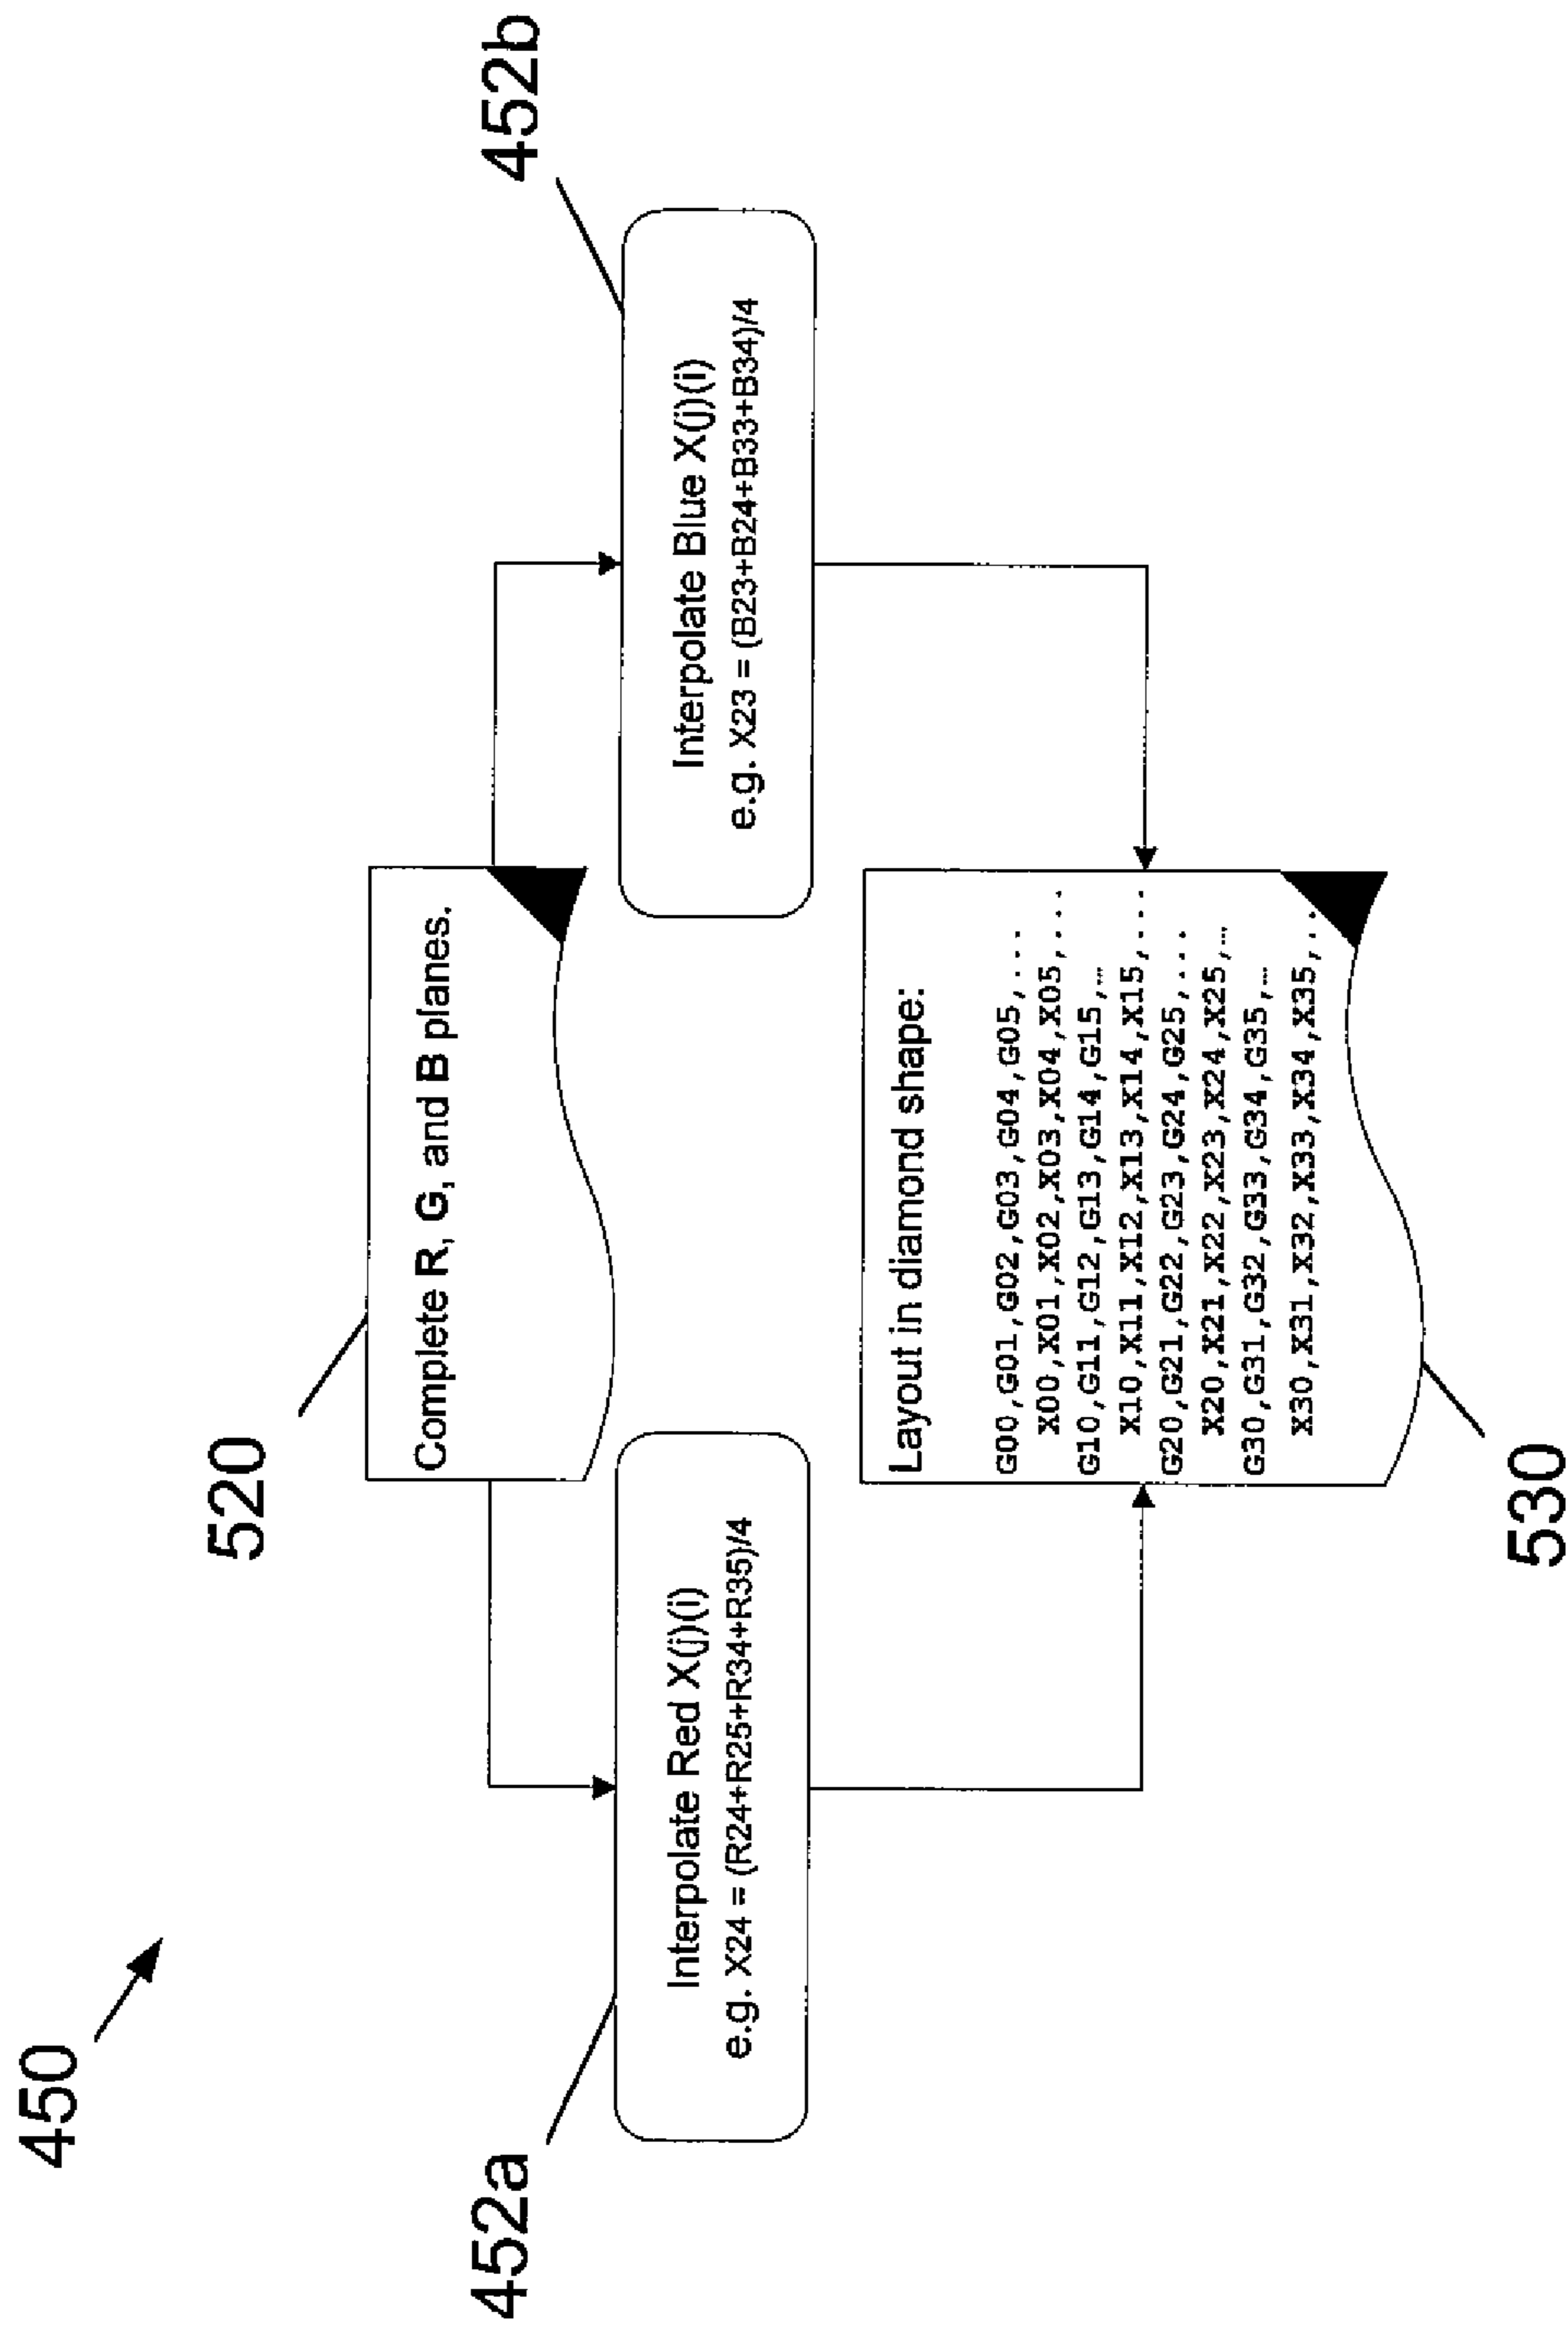 450
520
Complete R, G, and B planes.
452a
Interpolate Red X(j)(i)
e.g. X24 = (R24+R25+R34+R35)/4
452b
Interpolate Blue X(j)(i)
e.g. X23 = (B23+B24+B33+B34)/4
Layout in diamond shape:
G00,G01,G02,G03,G04,G05,...
X00,X01,X02,X03,X04,X05,...
G10,G11,G12,G13,G14,G15,…
X10,X11,X12,X13,X14,X15,...
G20,G21,G22,G23,G24,G25,...
X20,X21,X22,X23,X24,X25,…
G30,G31,G32,G33,G34,G35,…
X30,X31,X32,X33,X34,X35,...
530